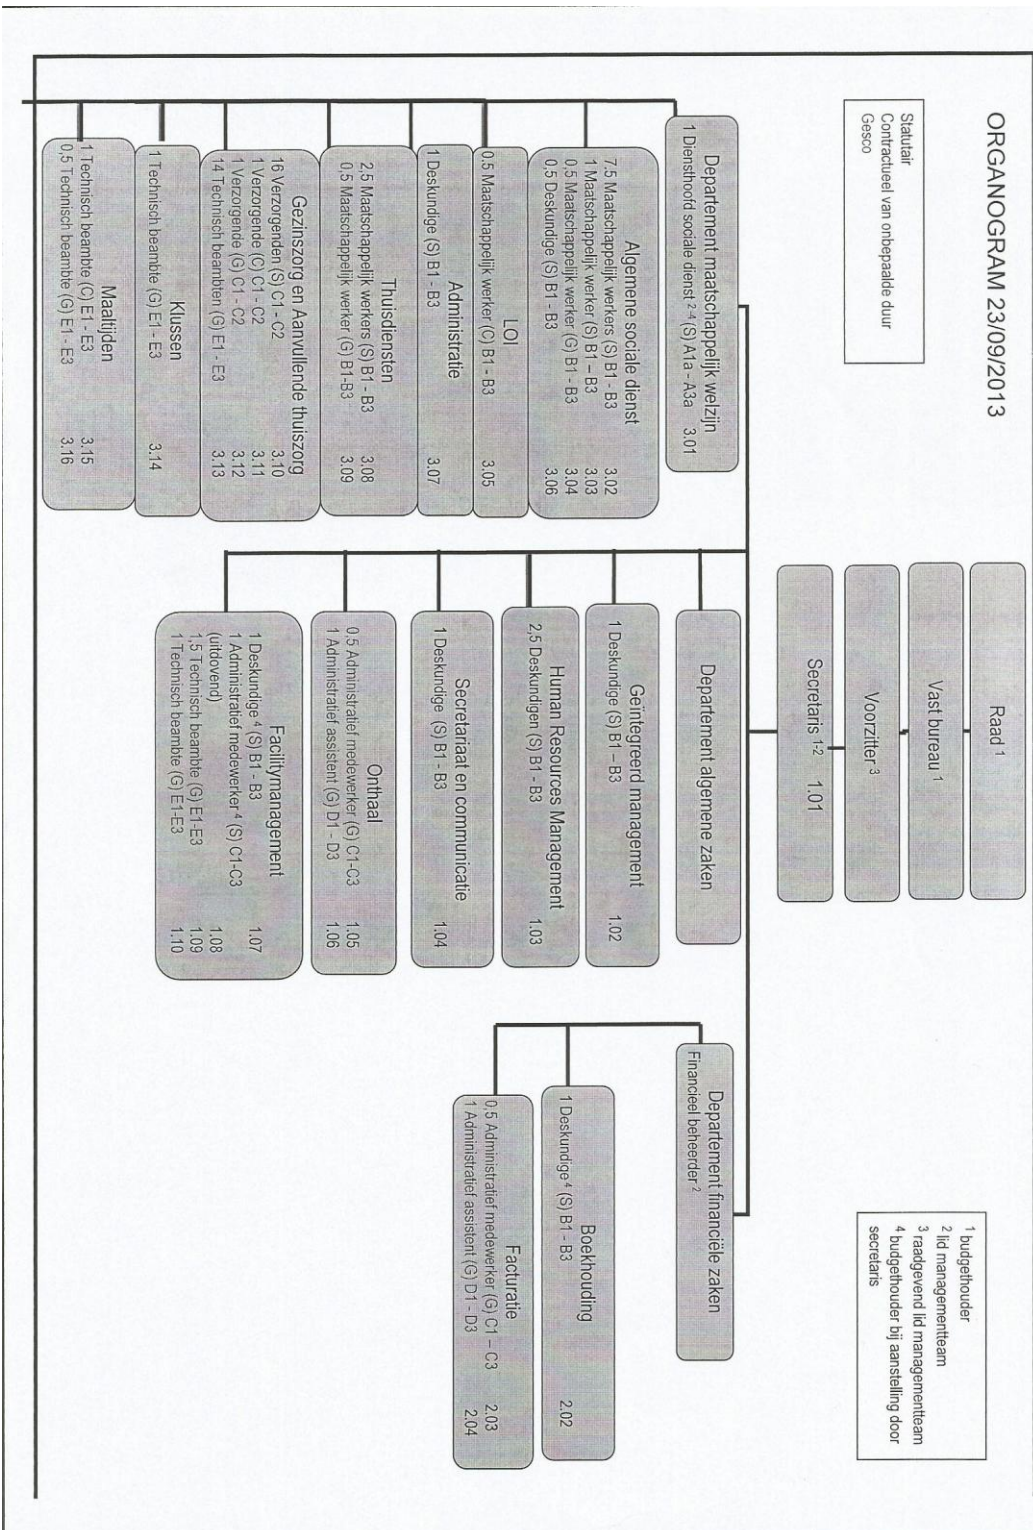 ORGANOGRAM 23/09/2013
Statutair
Contractueel van onbepaalde duur
Gesco
1 budgethouder
2 lid managementteam
3 raadgevend lid managementteam
4 budgethouder bij aanstelling door
secretaris
Raad ¹
Vast bureau ¹
Voorzitter ³
Secretaris ¹⁻² 1.01
Departement maatschappelijk welzijn
1 Diensthoofd sociale dienst ²⁻⁴ (S) A1a - A3a 3.01
Algemene sociale dienst
7.5 Maatschappelijk werkers (S) B1 - B3 3.02
1 Maatschappelijk werker (S) B1 – B3 3.03
0,5 Maatschappelijk werker (G) B1 - B3 3.04
0,5 Deskundige (S) B1 - B3 3.06
LOI
0,5 Maatschappelijk werker (C) B1 - B3 3.05
Administratie
1 Deskundige (S) B1 - B3 3.07
Thuisdiensten
2,5 Maatschappelijk werkers (S) B1 - B3 3.08
0,5 Maatschappelijk werker (G) B1-B3 3.09
Gezinszorg en Aanvullende thuiszorg
16 Verzorgenden (S) C1 - C2 3.10
1 Verzorgende (C) C1 - C2 3.11
1 Verzorgende (G) C1 - C2 3.12
14 Technisch beambten (G) E1 - E3 3.13
Klussen
1 Technisch beambte (G) E1 - E3 3.14
Maaltijden
1 Technisch beambte (C) E1 - E3 3.15
0,5 Technisch beambte (G) E1 - E3 3.16
Departement algemene zaken
Geïntegreerd management
1 Deskundige (S) B1 – B3 1.02
Human Resources Management
2,5 Deskundigen (S) B1 - B3 1.03
Secretariaat en communicatie
1 Deskundige (S) B1 - B3 1.04
Onthaal
0,5 Administratief medewerker (G) C1-C3 1.05
1 Administratief assistent (G) D1 - D3 1.06
Facilitymanagement
1 Deskundige ⁴ (S) B1 - B3 1.07
1 Administratief medewerker ⁴ (S) C1-C3
(uitdovend) 1.08
1,5 Technisch beambte (G) E1-E3 1.09
1 Technisch beambte (G) E1-E3 1.10
Departement financiële zaken
Financieel beheerder ²
Boekhouding
1 Deskundige ⁴ (S) B1 - B3 2.02
Facturatie
0,5 Administratief medewerker (G) C1 – C3 2.03
1 Administratief assistent (G) D1 - D3 2.04